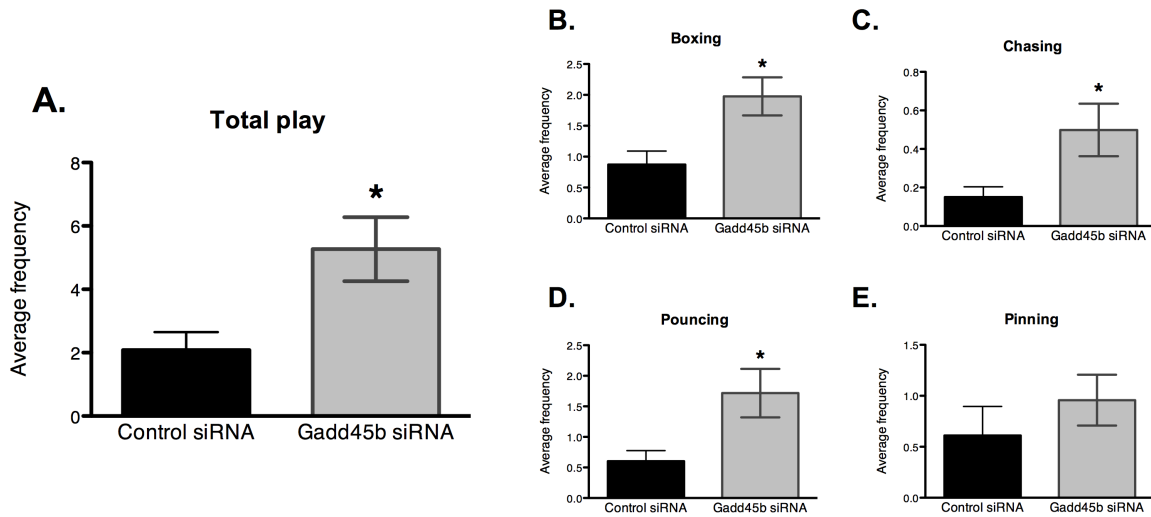 A.
Total play
Average frequency
8
6
4
2
0
*
Control siRNA
Gadd45b siRNA
B.
Boxing
Average frequency
2.5
2.0
1.5
1.0
0.5
0.0
*
Control siRNA
Gadd45b siRNA
C.
Chasing
Average frequency
0.8
0.6
0.4
0.2
0.0
*
Control siRNA
Gadd45b siRNA
D.
Pouncing
Average frequency
2.5
2.0
1.5
1.0
0.5
0.0
*
Control siRNA
Gadd45b siRNA
E.
Pinning
Average frequency
1.5
1.0
0.5
0.0
Control siRNA
Gadd45b siRNA